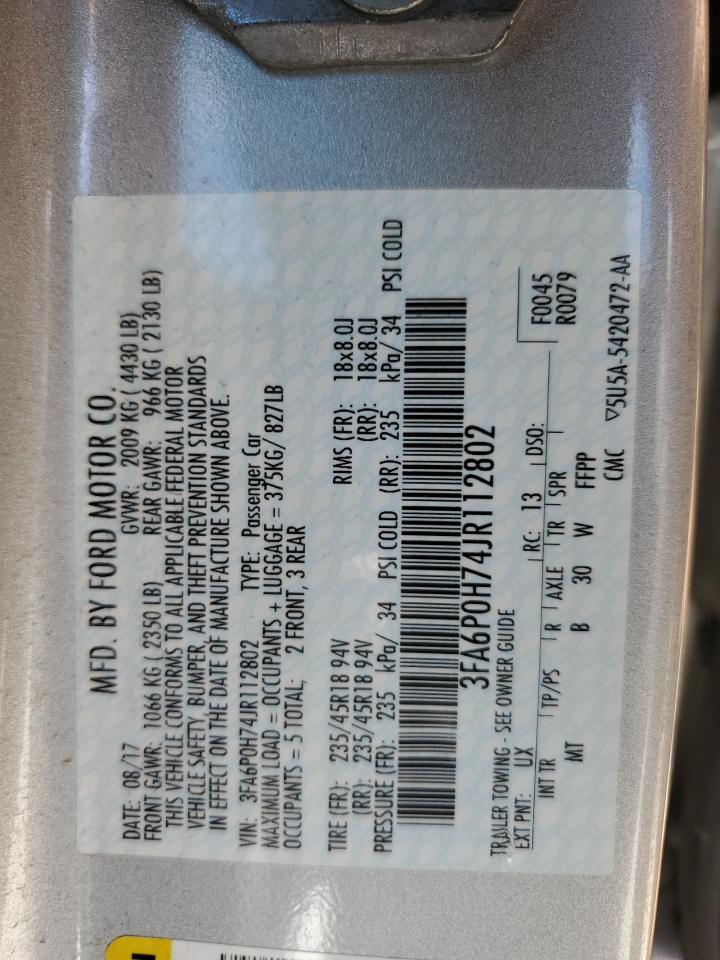 MFD. BY FORD MOTOR CO.
DATE: 08/17 GVWR: 2009 KG ( 4430 LB)
FRONT GAWR: 1066 KG ( 2350 LB) REAR GAWR: 966 KG ( 2130 LB)
THIS VEHICLE CONFORMS TO ALL APPLICABLE FEDERAL MOTOR
VEHICLE SAFETY, BUMPER, AND THEFT PREVENTION STANDARDS
IN EFFECT ON THE DATE OF MANUFACTURE SHOWN ABOVE.
VIN: 3FA6P0H74JR112802 TYPE: Passenger Car
MAXIMUM LOAD = OCCUPANTS + LUGGAGE = 375KG/ 827LB
OCCUPANTS = 5 TOTAL; 2 FRONT, 3 REAR
TIRE (FR): 235/45R18 94V RIMS (FR): 18x8.0J
(RR): 235/45R18 94V (RR): 18x8.0J
PRESSURE (FR): 235 kPa/ 34 PSI COLD (RR): 235 kPa/ 34 PSI COLD
3FA6P0H74JR112802
TRAILER TOWING - SEE OWNER GUIDE
F0045
EXT PNT: UX RC: 13 DSO: R0079
INT TR TP/PS R AXLE TR SPR
MT B 30 W FFPP
CMC ▽5U5A-5420472-AA